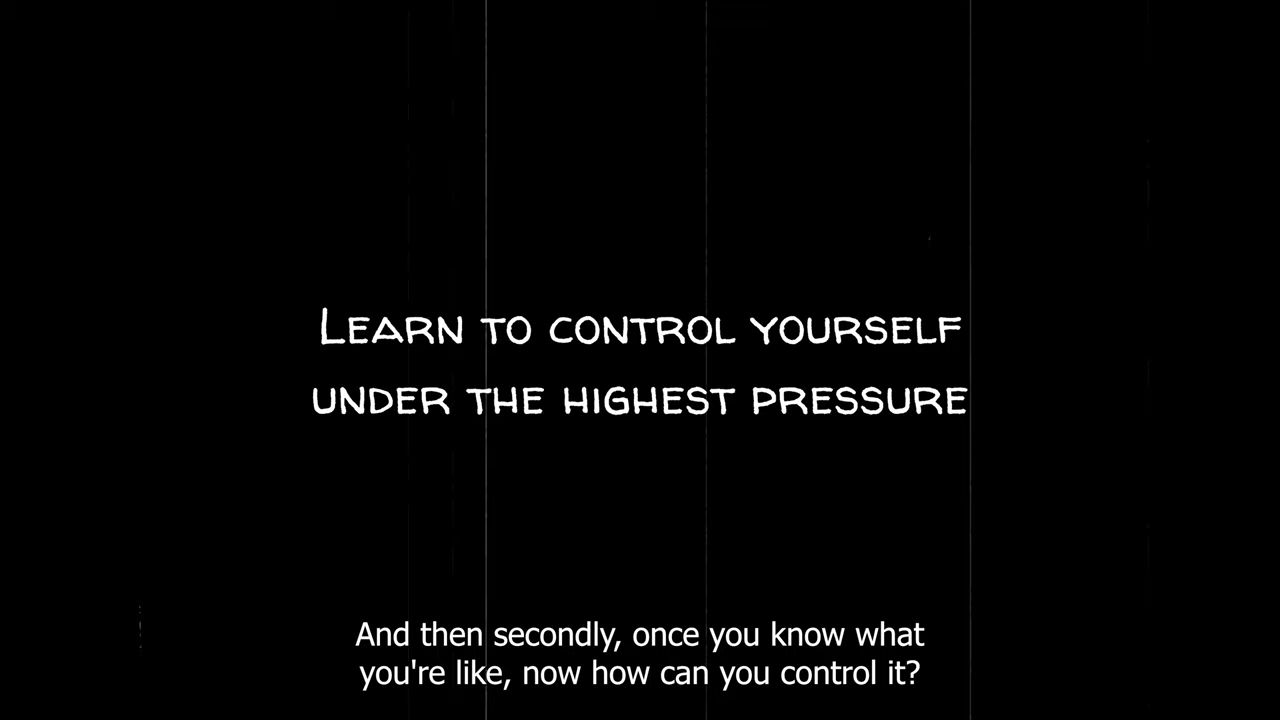 Learn to control yourself
under the highest pressure
And then secondly, once you know what
you're like, now how can you control it?